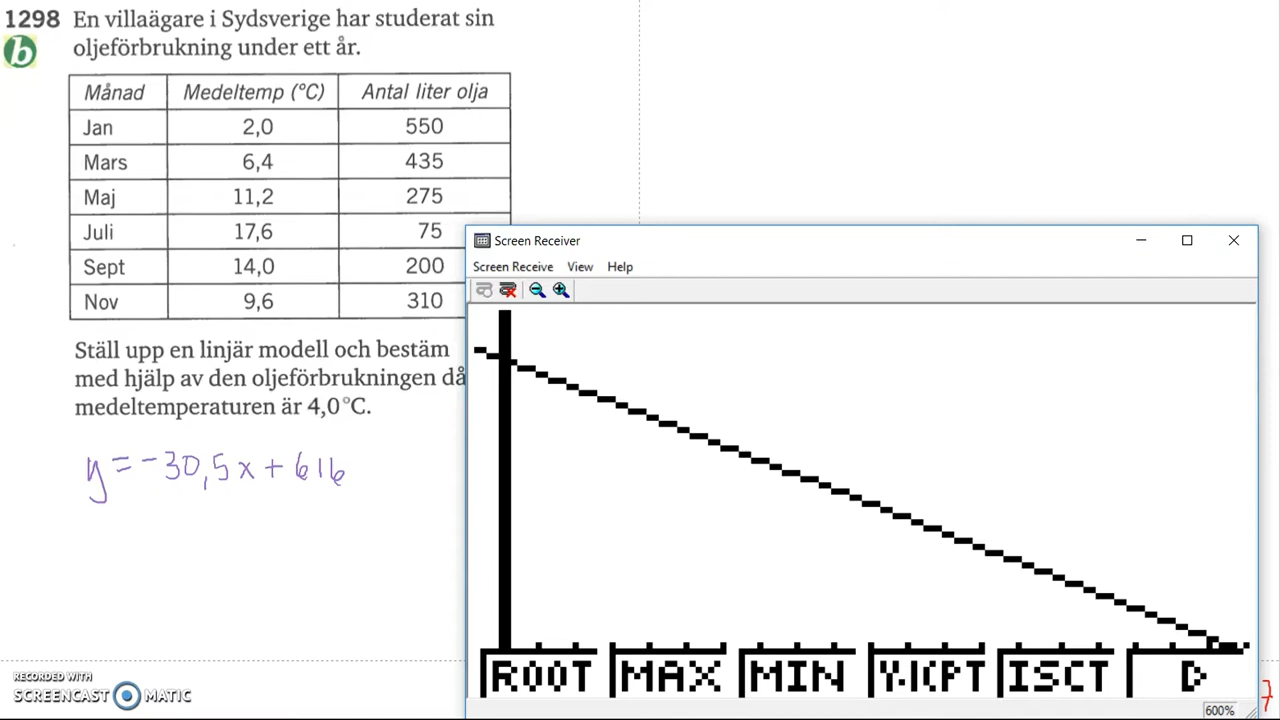 1298 En villaägare i Sydsverige har studerat sin
b oljeförbrukning under ett år.
Månad Medeltemp (°C) Antal liter olja
Jan 2,0 550
Mars 6,4 435
Maj 11,2 275
Juli 17,6 75
Sept 14,0 200
Nov 9,6 310
Ställ upp en linjär modell och bestäm
med hjälp av den oljeförbrukningen då
medeltemperaturen är 4,0 °C.
y = -30,5x + 616
Screen Receiver
Screen Receive View Help
ROOT MAX MIN Y-ICPT ISCT
600%
7
RECORDED WITH
SCREENCAST MATIC